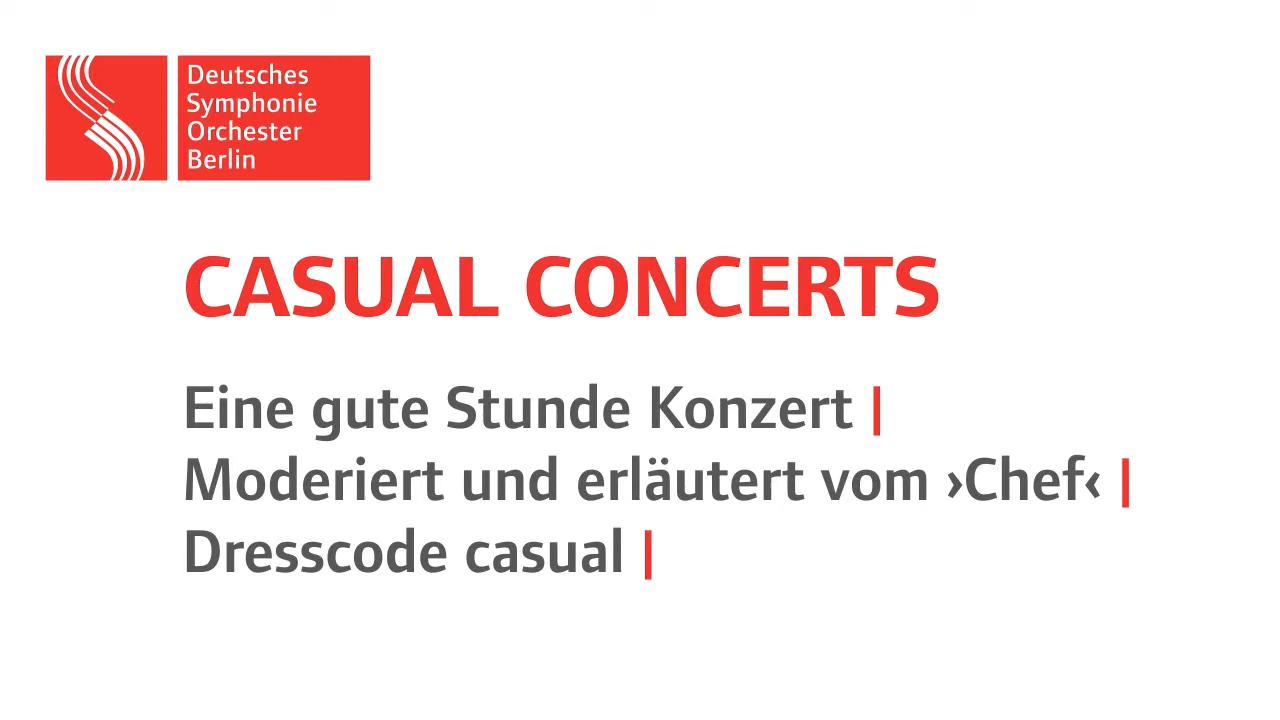 Deutsches
Symphonie
Orchester
Berlin
CASUAL CONCERTS
Eine gute Stunde Konzert |
Moderiert und erläutert vom ›Chef‹ |
Dresscode casual |